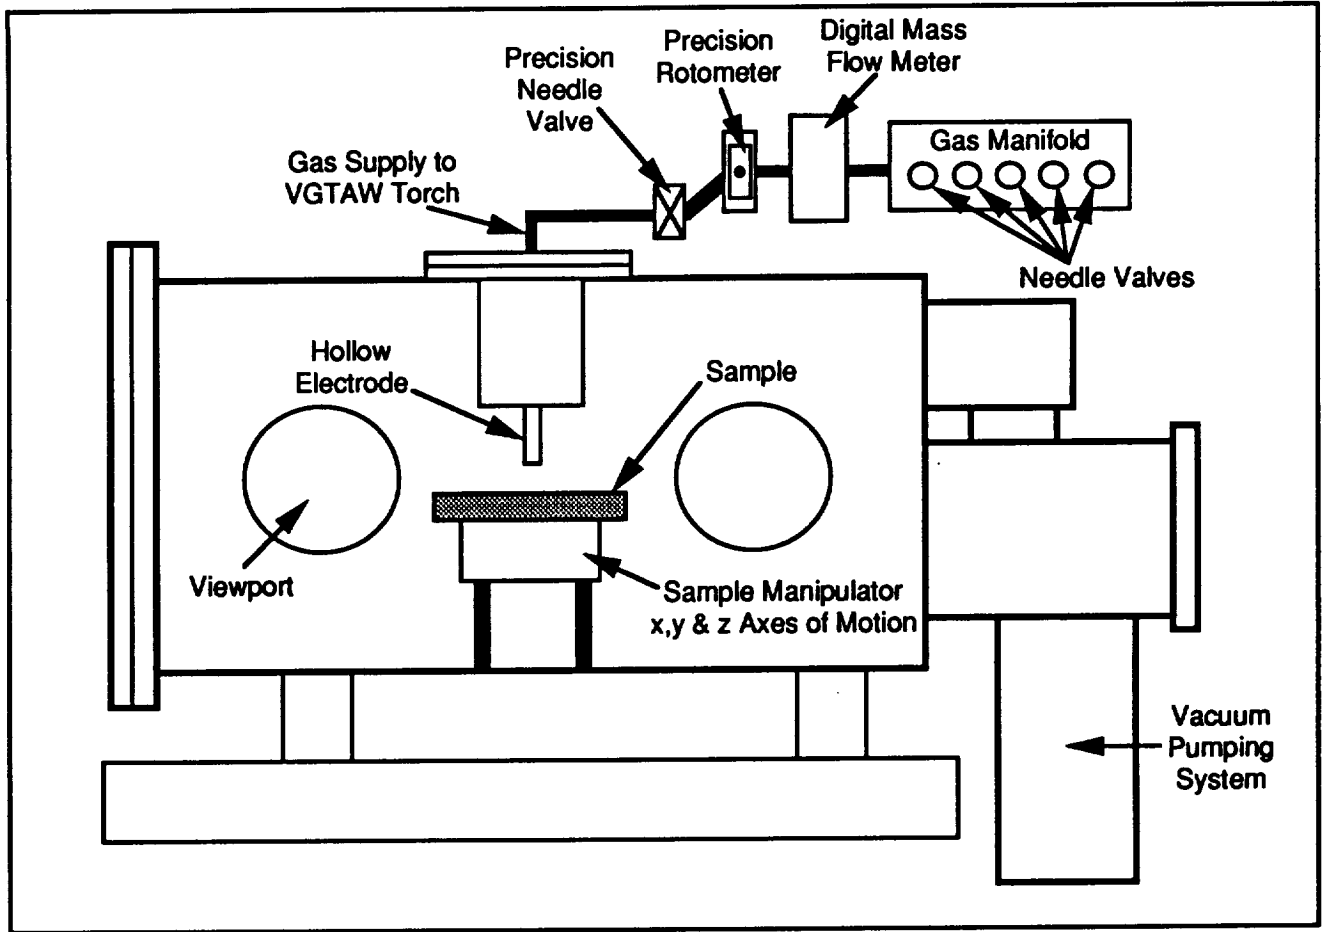 Digital Mass
Flow Meter
Precision
Rotometer
Precision
Needle
Valve
Gas Manifold
Gas Supply to
VGTAW Torch
Needle Valves
Hollow
Electrode
Sample
Viewport
Sample Manipulator
x,y & z Axes of Motion
Vacuum
Pumping
System